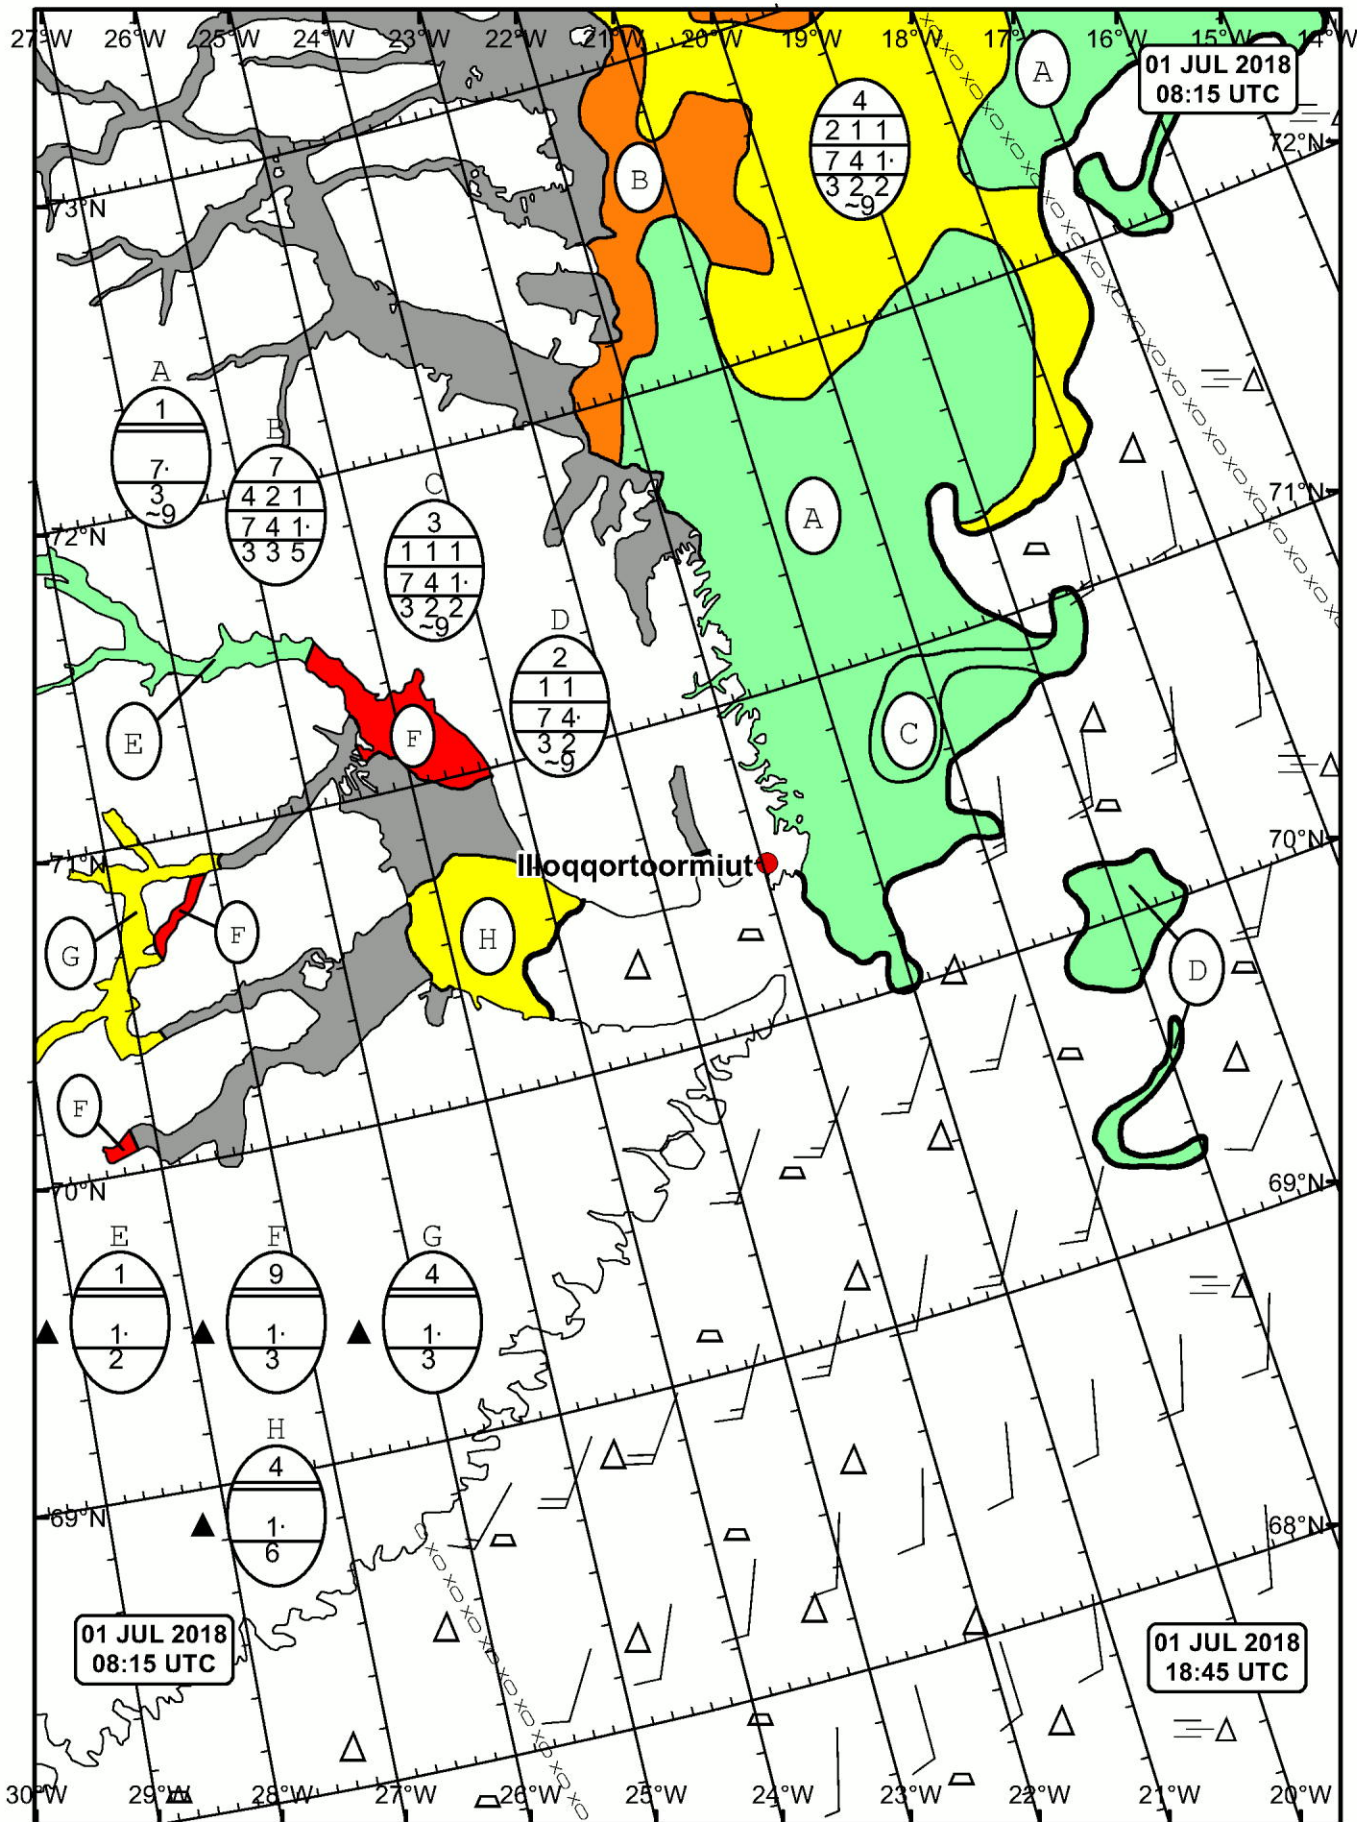 27°W 26°W 25°W 24°W 23°W 22°W 21°W 20°W 19°W 18°W 17°W 16°W 15°W 14°W
01 JUL 2018
08:15 UTC
A
4
2 1 1
7 4 1·
3 2 2
~9
72°N
B
73°N
A
1
7·
3
~9
B
7
4 2 1
7 4 1·
3 3 5
C
3
1 1 1
7 4 1·
3 2 2
~9
71°N
A
72°N
D
2
1 1
7 4·
3 2
~9
E
F
C
70°N
71°N
Illoqqortoormiut
G
F
H
D
F
70°N
69°N
E
1
1·
2
F
9
1·
3
G
4
1·
3
H
4
1·
6
69°N
68°N
01 JUL 2018
08:15 UTC
01 JUL 2018
18:45 UTC
30°W 29°W 28°W 27°W 26°W 25°W 24°W 23°W 22°W 21°W 20°W